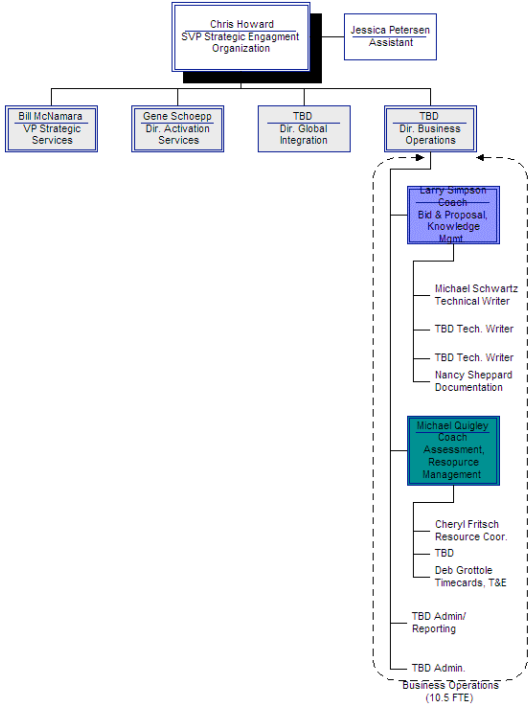 Chris Howard
SVP Strategic Engagment
Organization
Jessica Petersen
Assistant
Bill McNamara
VP Strategic
Services
Gene Schoepp
Dir. Activation
Services
TBD
Dir. Global
Integration
TBD
Dir. Business
Operations
Larry Simpson
Coach
Bid & Proposal,
Knowledge
Mgmt
Michael Schwartz
Technical Writer
TBD Tech. Writer
TBD Tech. Writer
Nancy Sheppard
Documentation
Michael Quigley
Coach
Assessment,
Resopurce
Management
Cheryl Fritsch
Resource Coor.
TBD
Deb Grottole
Timecards, T&E
TBD Admin/
Reporting
TBD Admin.
Business Operations
(10.5 FTE)